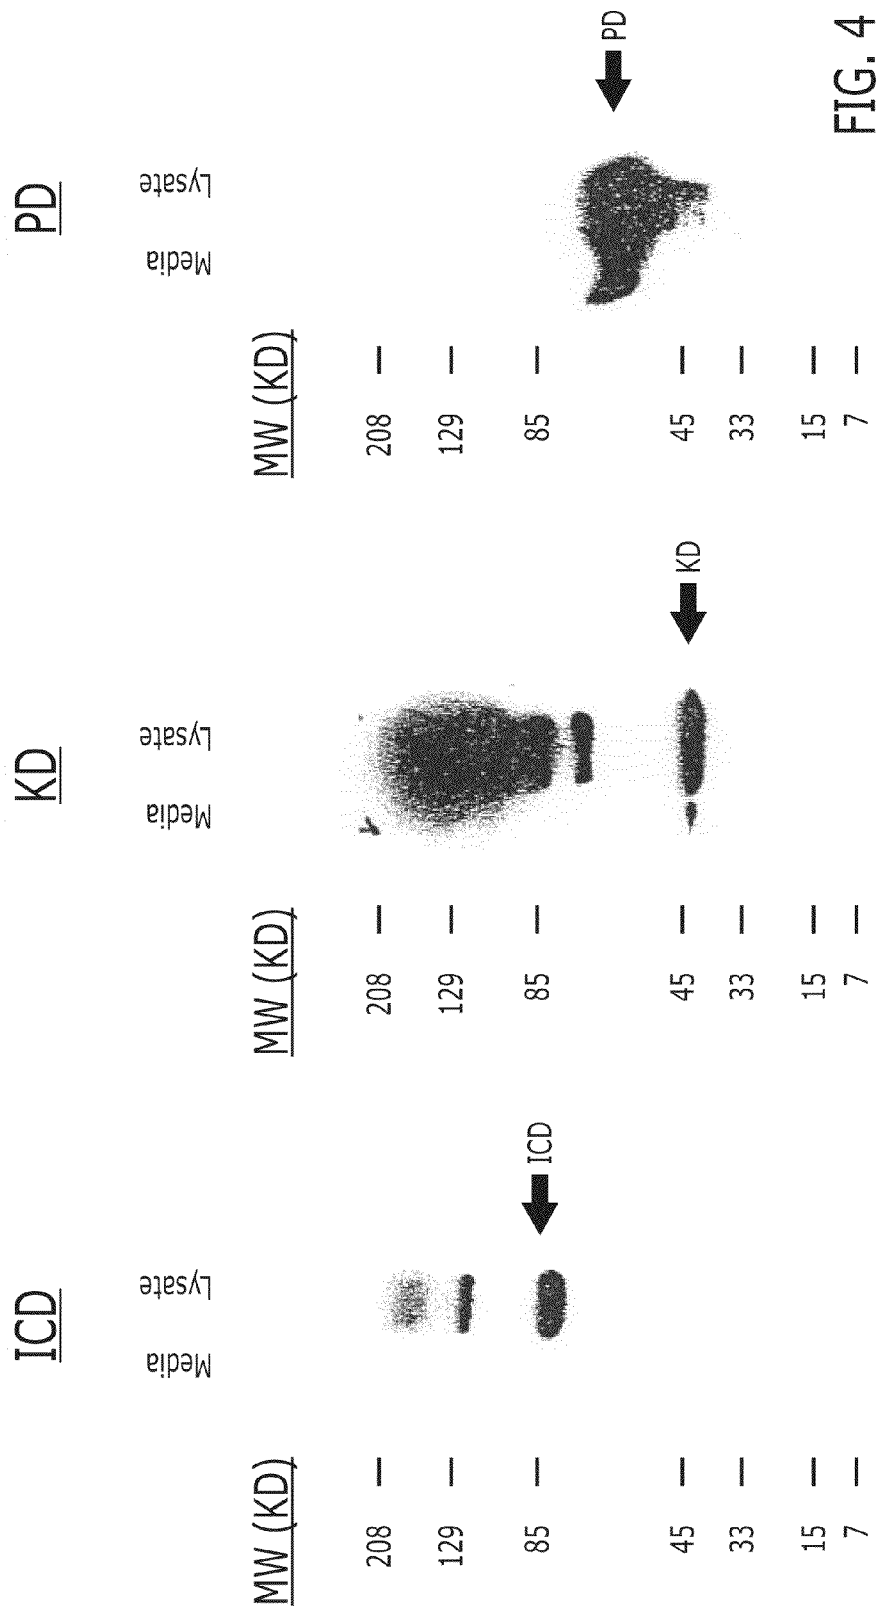 ICD
Media
Lysate
MW (KD)
208
129
85
45
33
15
7
ICD
KD
Media
Lysate
MW (KD)
208
129
85
45
33
15
7
KD
PD
Media
Lysate
MW (KD)
208
129
85
45
33
15
7
PD
FIG. 4